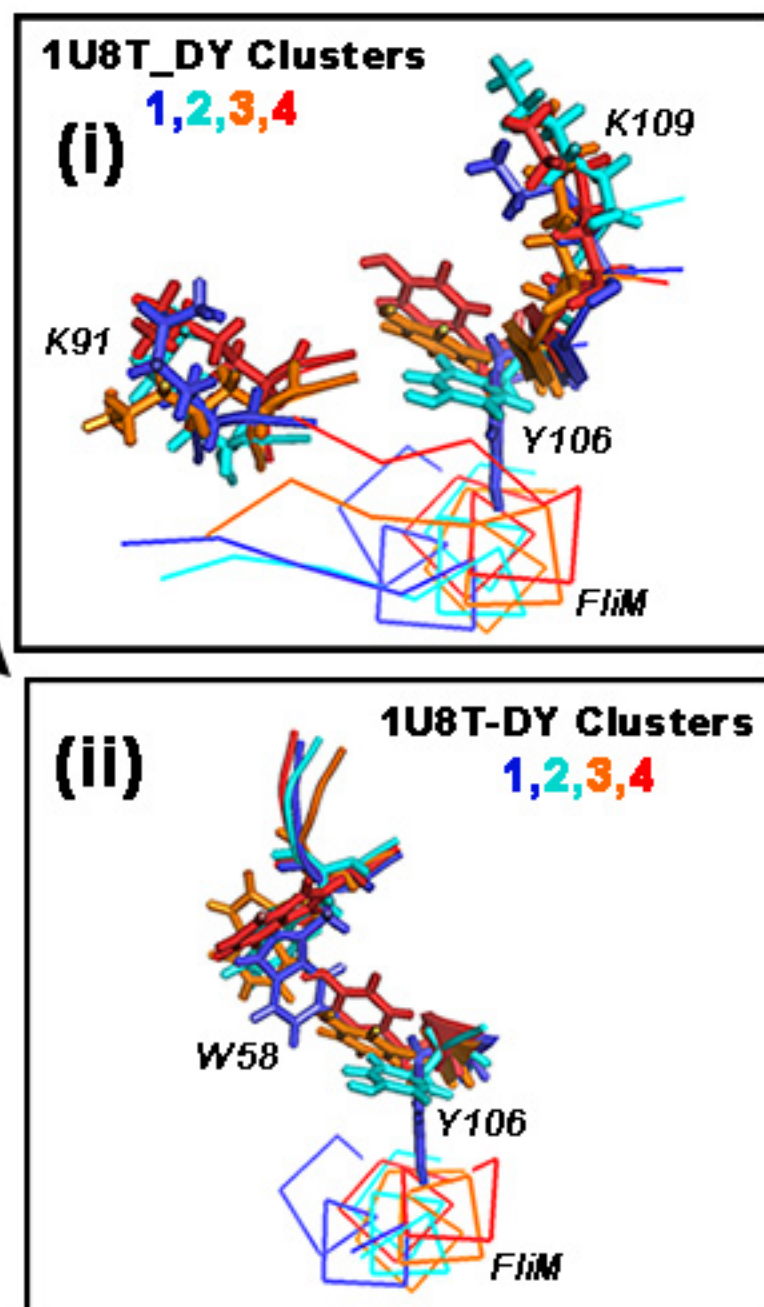 1U8T_DY Clusters
1,2,3,4
(i)
K109
K91
Y106
FliM
1U8T-DY Clusters
(ii)
1,2,3,4
W58
Y106
FliM